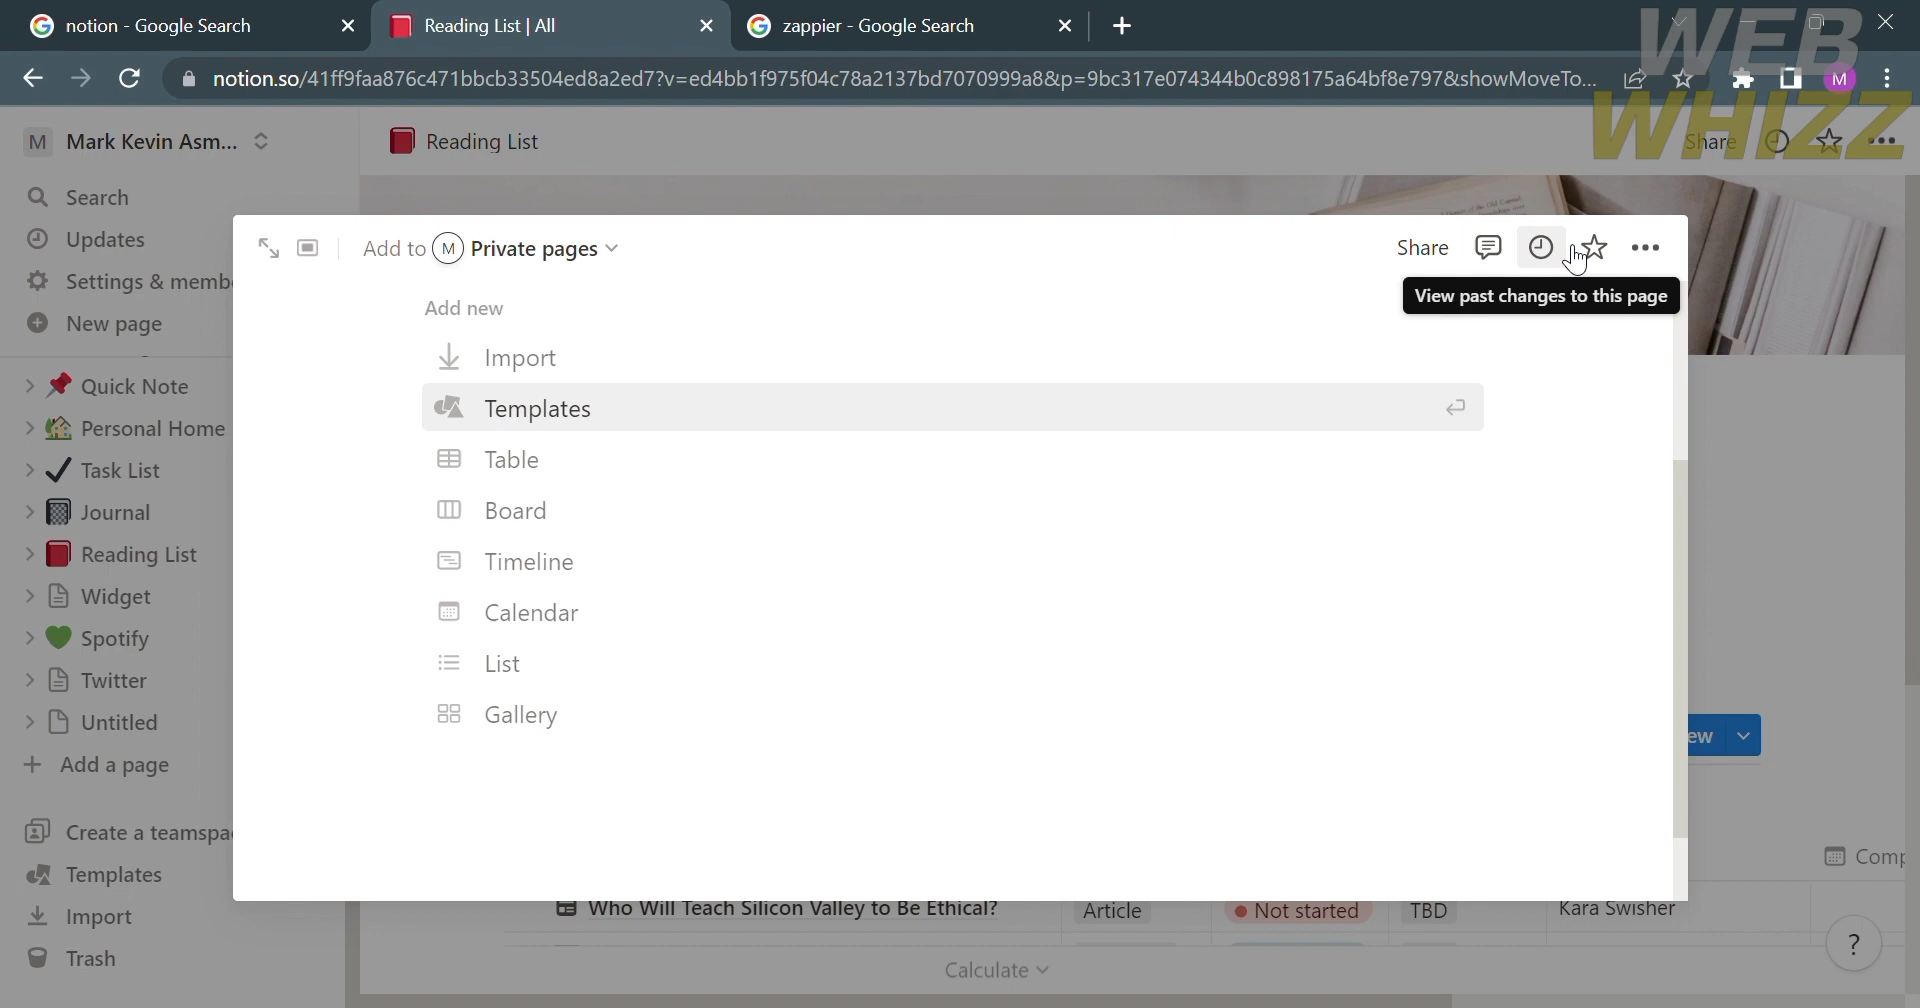 notion - Google Search
Reading List | All
zappier - Google Search
notion.so/41ff9faa876c471bbcb33504ed8a2ed7?v=ed4bb1f975f04c78a2137bd7070999a8&p=9bc317e074344b0c898175a64bf8e797&showMoveTo...
M
WEB
WHIZZ
M Mark Kevin Asm...
Reading List
Share
Search
Updates
Settings & memb
New page
Quick Note
Personal Home
Task List
Journal
Reading List
Widget
Spotify
Twitter
Untitled
Add a page
Create a teamspa
Templates
Import
Trash
Add to M Private pages
Share
View past changes to this page
Add new
Import
Templates
Table
Board
Timeline
Calendar
List
Gallery
ew
Comp
Who Will Teach Silicon Valley to Be Ethical? Article Not started TBD Kara Swisher
Calculate
?